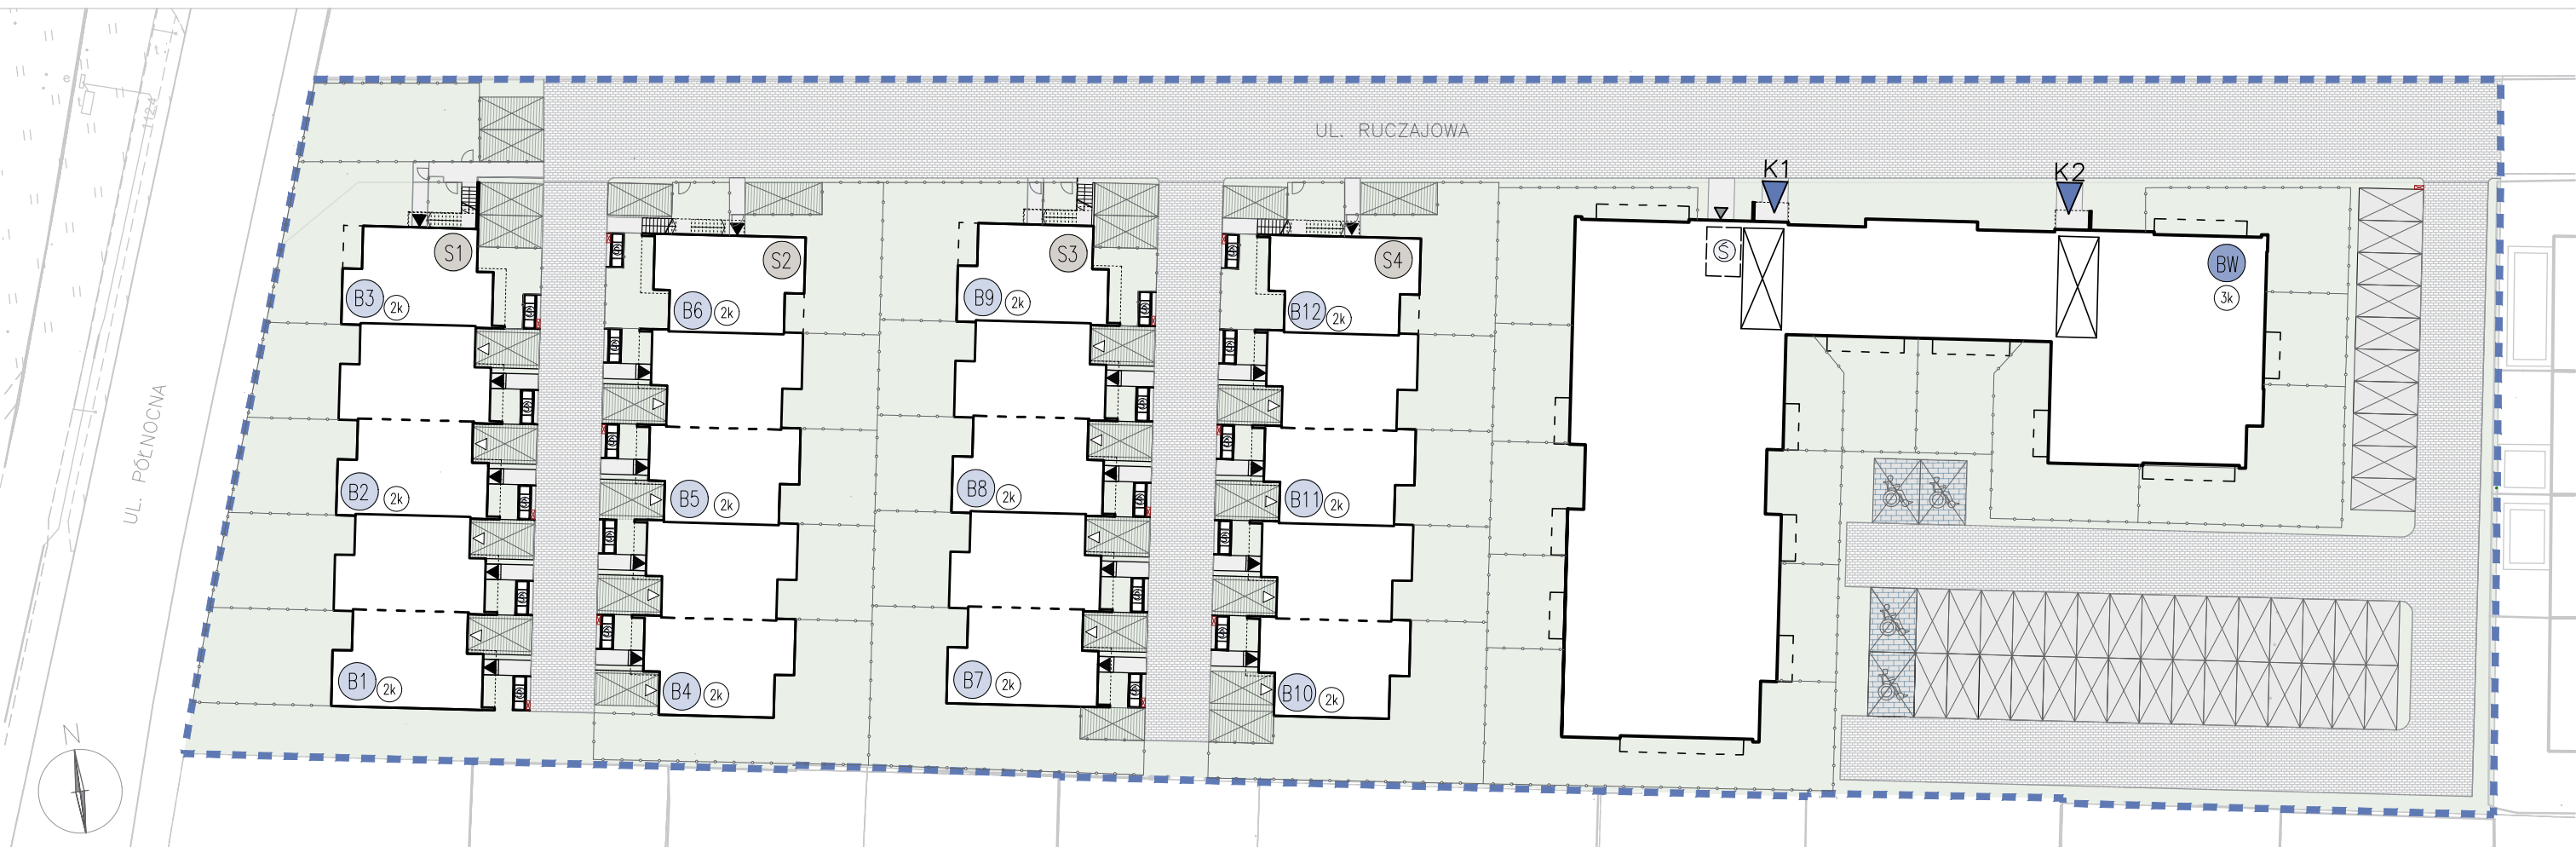 UL. RUCZAJOWA
K1
K2
S1
S2
S3
S4
BW
3k
Ś
B3
2k
B6
2k
B9
2k
B12
2k
UL. PÓŁNOCNA
B2
2k
B5
2k
B8
2k
B11
2k
B1
2k
B4
2k
B7
2k
B10
2k
N